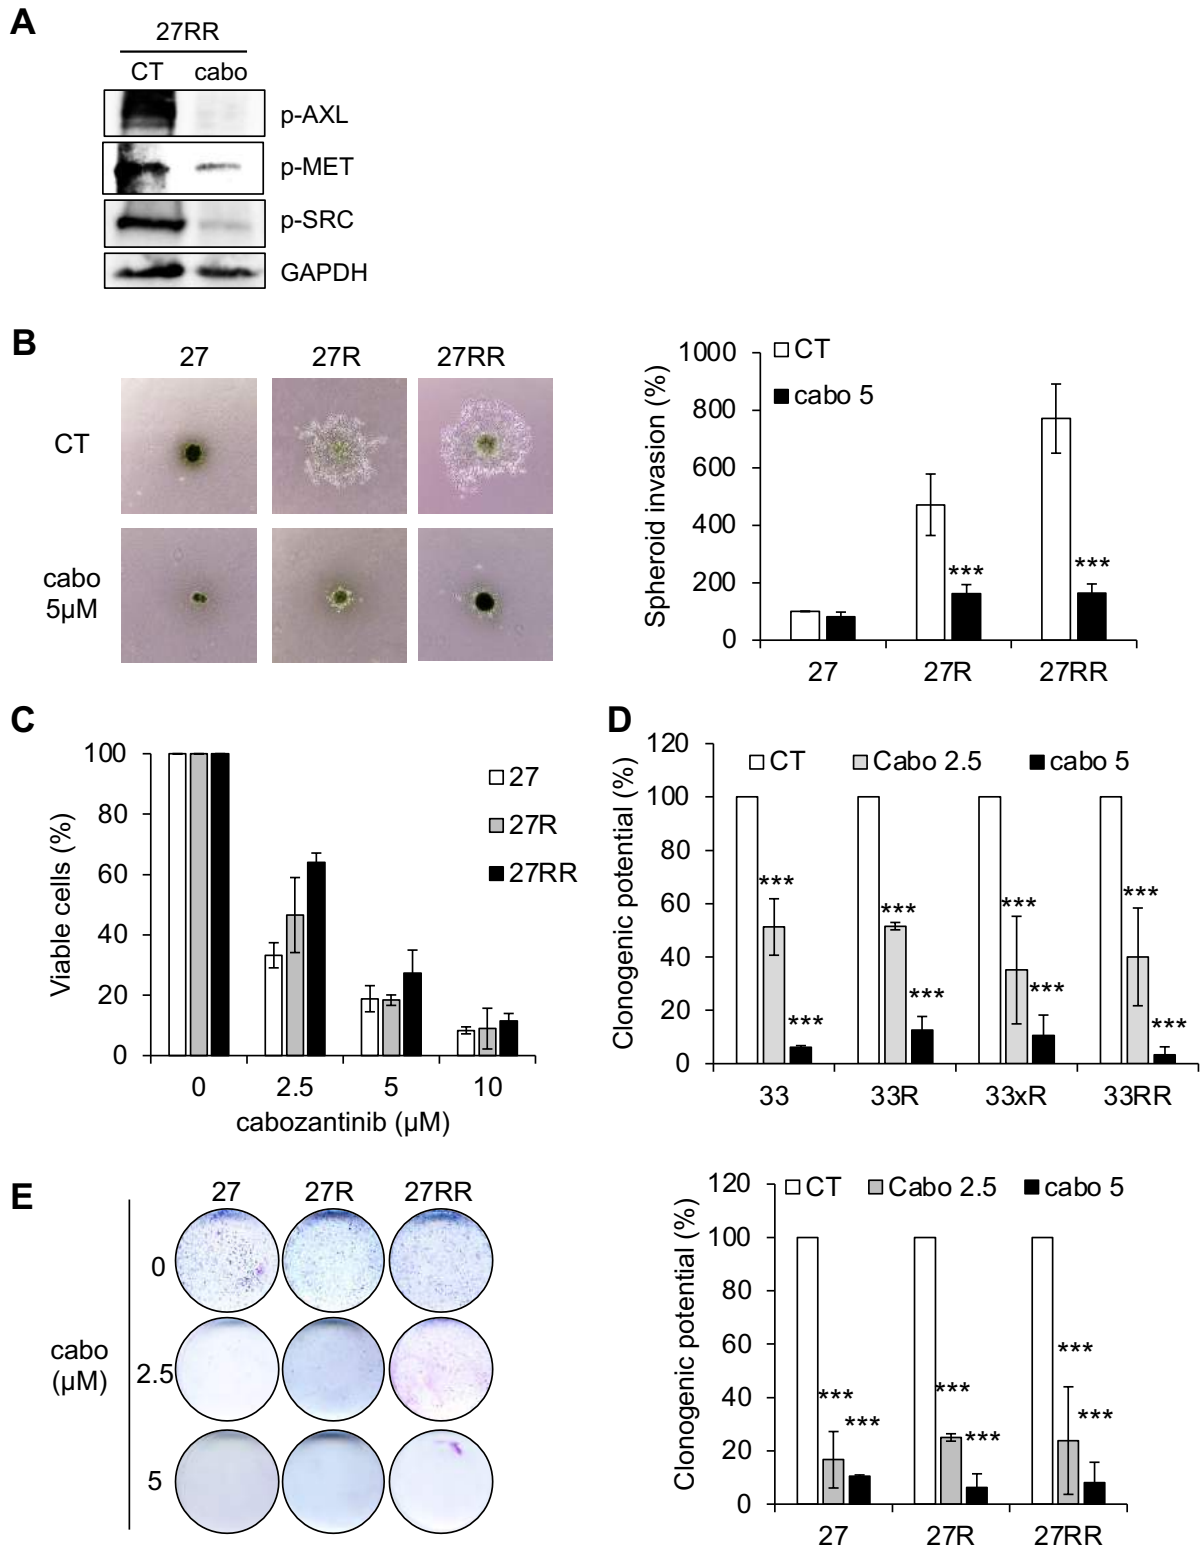 A
27RR
CT cabo
p-AXL
p-MET
p-SRC
GAPDH
B
27 27R 27RR
CT
cabo
5µM
Spheroid invasion (%)
1000
800
600
400
200
0
CT
cabo 5
***
***
27 27R 27RR
C
Viable cells (%)
100
80
60
40
20
0
27
27R
27RR
0 2.5 5 10
cabozantinib (µM)
D
Clonogenic potential (%)
120
100
80
60
40
20
0
CT Cabo 2.5 cabo 5
*** *** *** *** *** *** *** ***
33 33R 33xR 33RR
E
27 27R 27RR
cabo
(µM)
0
2.5
5
Clonogenic potential (%)
120
100
80
60
40
20
0
CT Cabo 2.5 cabo 5
*** *** *** *** *** ***
27 27R 27RR